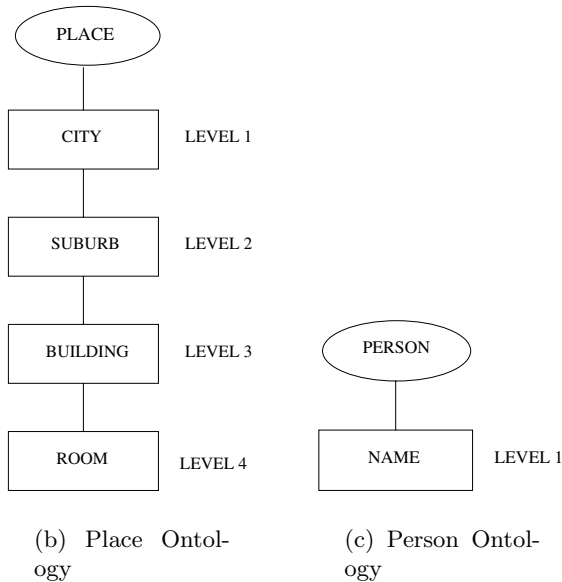 PLACE
CITY
LEVEL 1
SUBURB
LEVEL 2
BUILDING
LEVEL 3
ROOM
LEVEL 4
(b) Place Ontol-
ogy
PERSON
NAME
LEVEL 1
(c) Person Ontol-
ogy